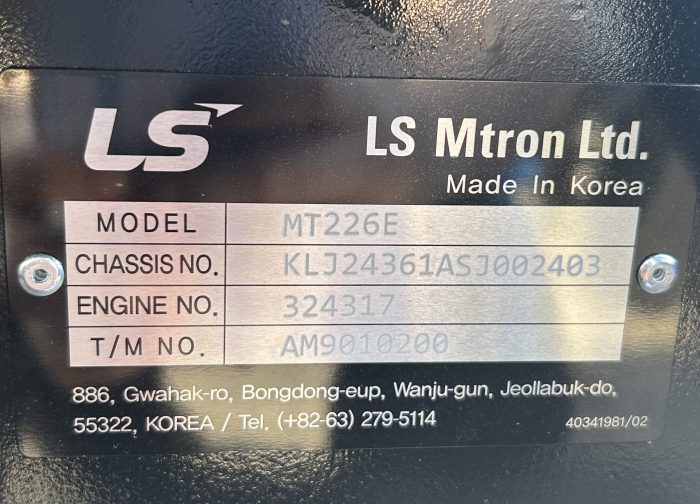 LS LS Mtron Ltd.
Made In Korea
MODEL MT226E
CHASSIS NO. KLJ24361ASJ002403
ENGINE NO. 324317
T/M NO. AM9010200
886, Gwahak-ro, Bongdong-eup, Wanju-gun, Jeollabuk-do,
55322, KOREA / Tel, (+82-63) 279-5114 40341981/02